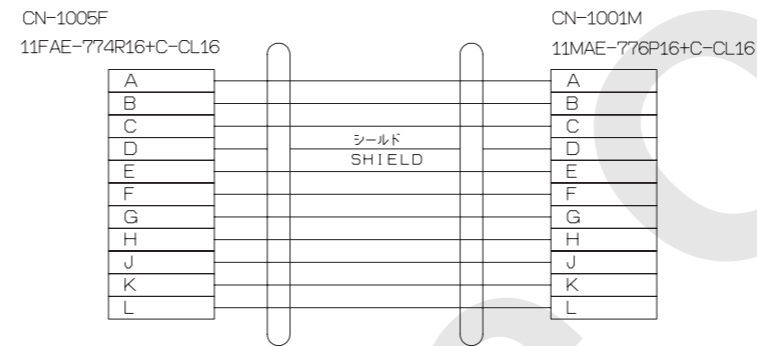 CN-1005F
11FAE-774R16+C-CL16
CN-1001M
11MAE-776P16+C-CL16
A A
B B
C C
シールド
D D
SHIELD
E E
F F
G G
H H
J J
K K
L L